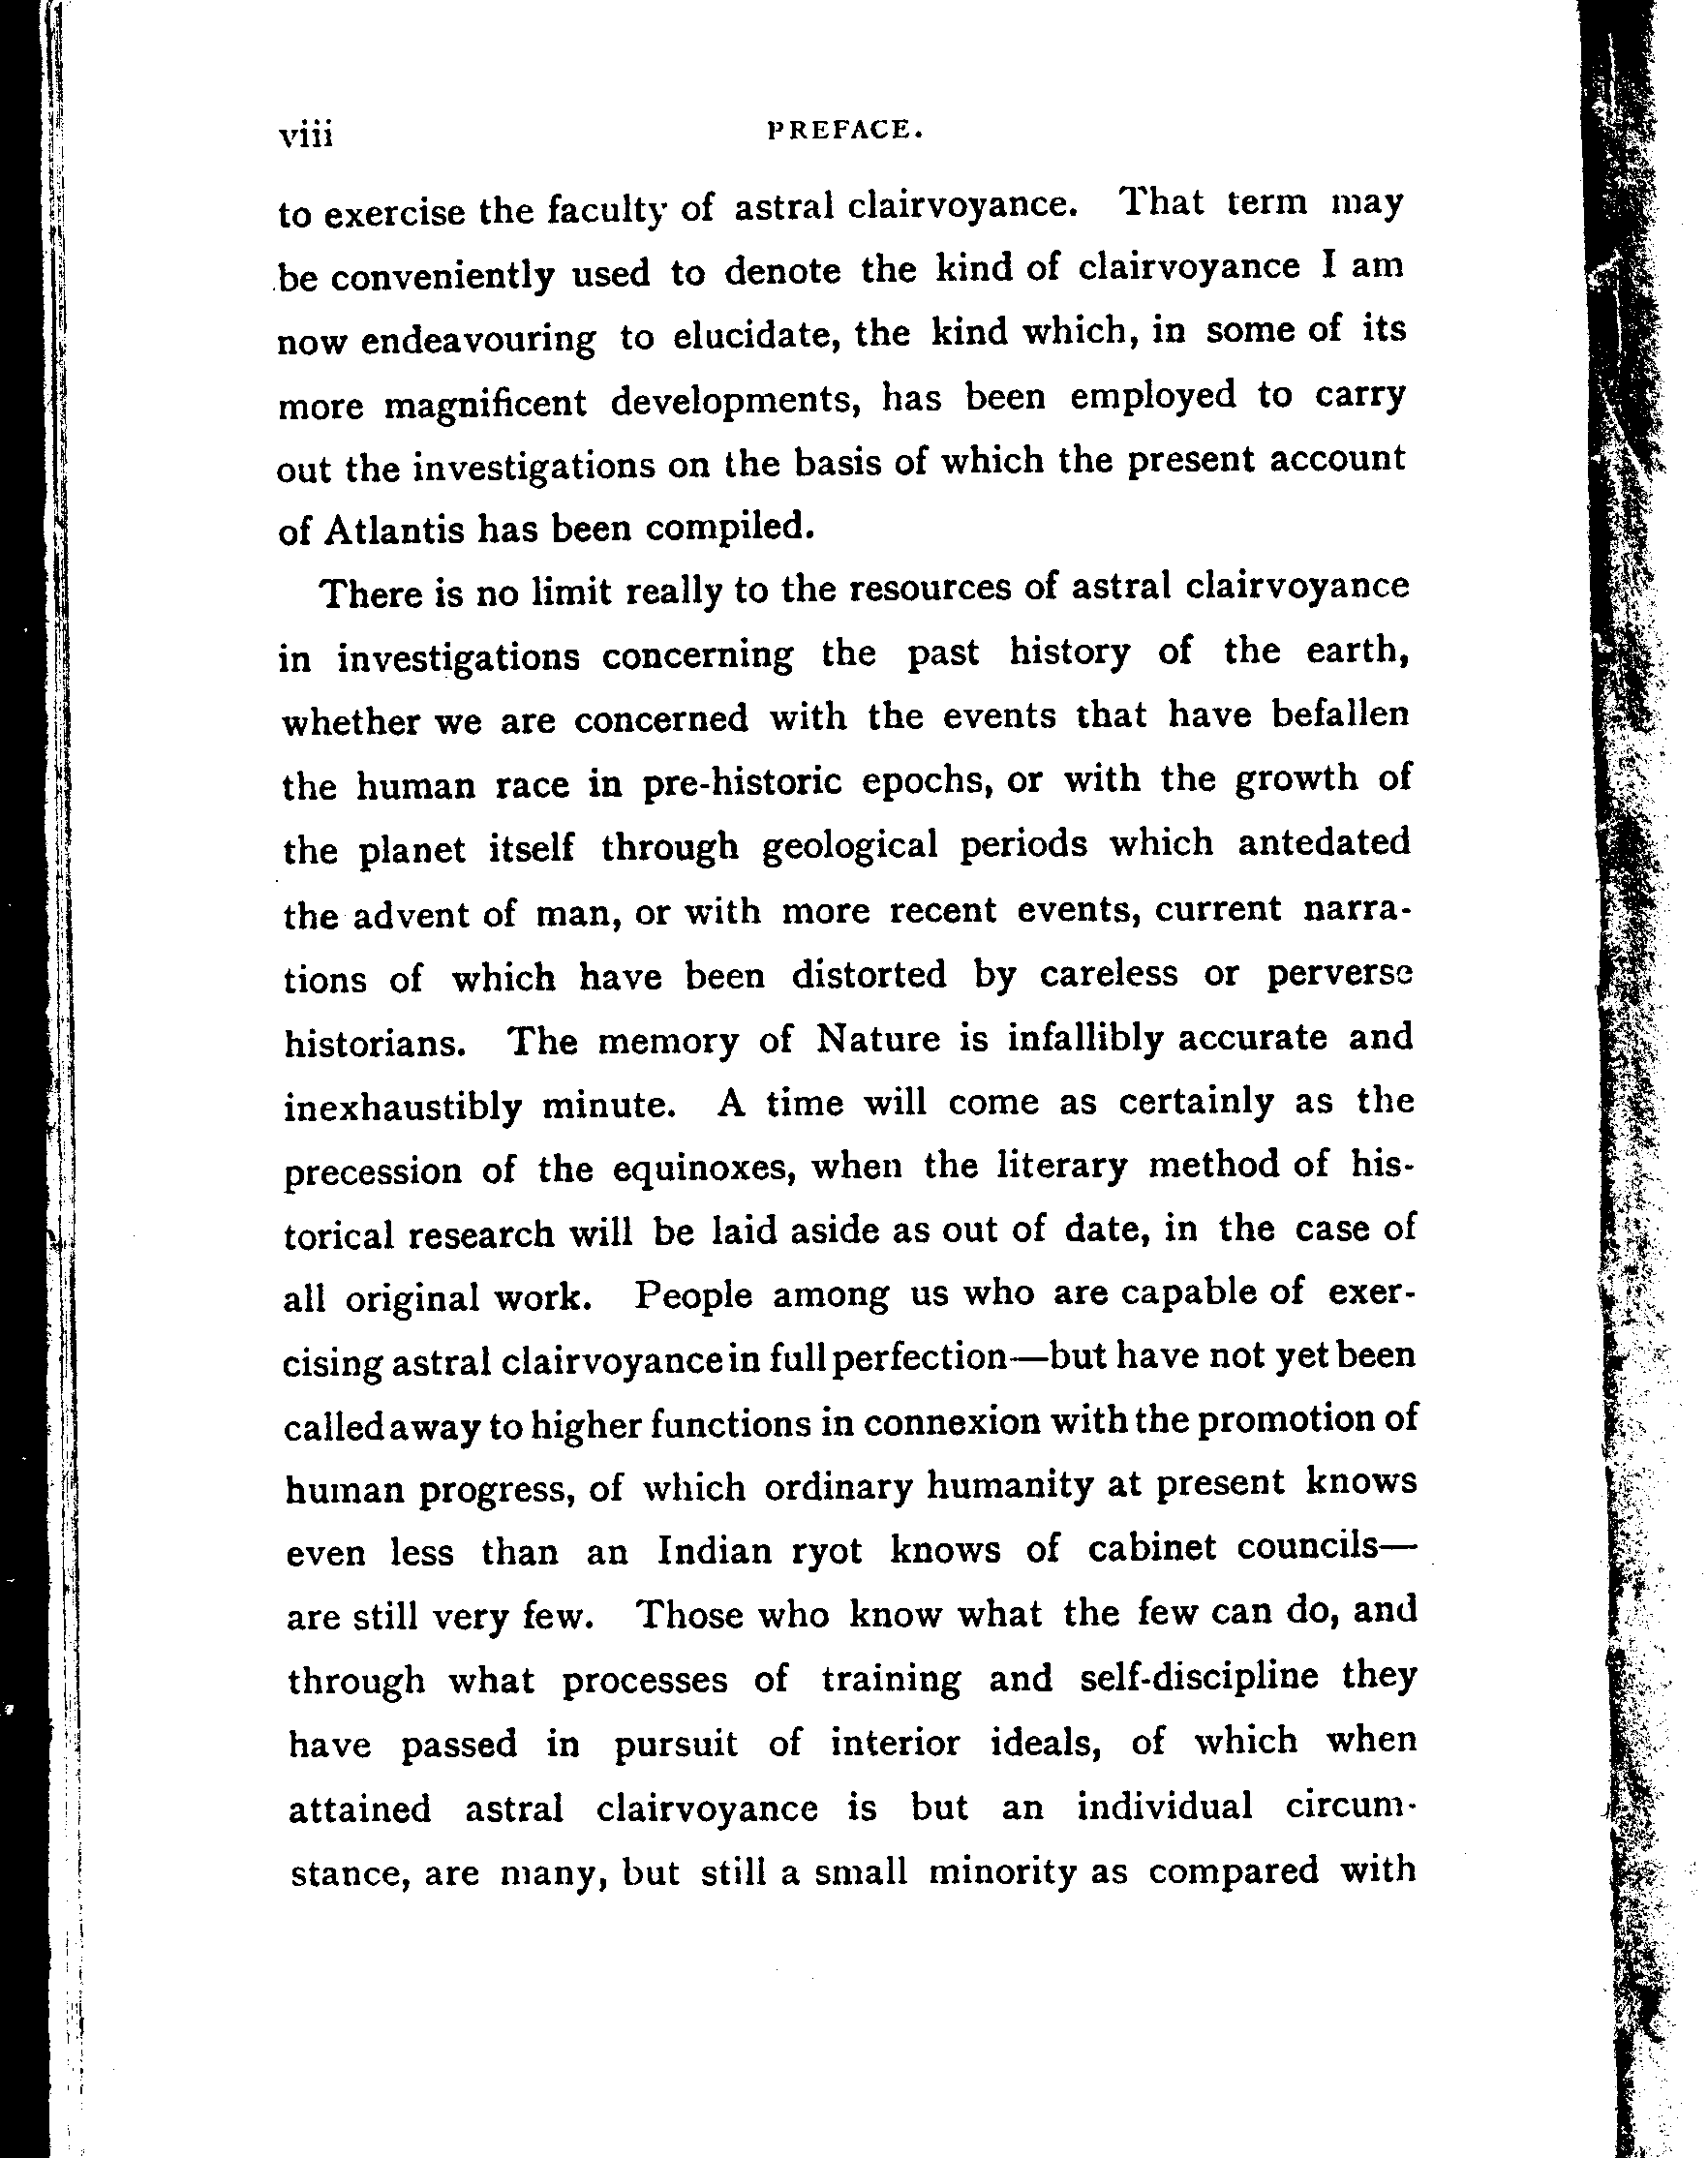 viii
PREFACE.
to exercise the faculty of astral clairvoyance. That term may
be conveniently used to denote the kind of clairvoyance I am
now endeavouring to elucidate, the kind which, in some of its
more magnificent developments, has been employed to carry
out the investigations on the basis of which the present account
of Atlantis has been compiled.
There is no limit really to the resources of astral clairvoyance
in investigations concerning the past history of the earth,
whether we are concerned with the events that have befallen
the human race in pre-historic epochs, or with the growth of
the planet itself through geological periods which antedated
the advent of man, or with more recent events, current narra-
tions of which have been distorted by careless or perverse
historians. The memory of Nature is infallibly accurate and
inexhaustibly minute. A time will come as certainly as the
precession of the equinoxes, when the literary method of his-
torical research will be laid aside as out of date, in the case of
all original work. People among us who are capable of exer-
cising astral clairvoyance in full perfection—but have not yet been
called away to higher functions in connexion with the promotion of
human progress, of which ordinary humanity at present knows
even less than an Indian ryot knows of cabinet councils—
are still very few. Those who know what the few can do, and
through what processes of training and self-discipline they
have passed in pursuit of interior ideals, of which when
attained astral clairvoyance is but an individual circum-
stance, are many, but still a small minority as compared with